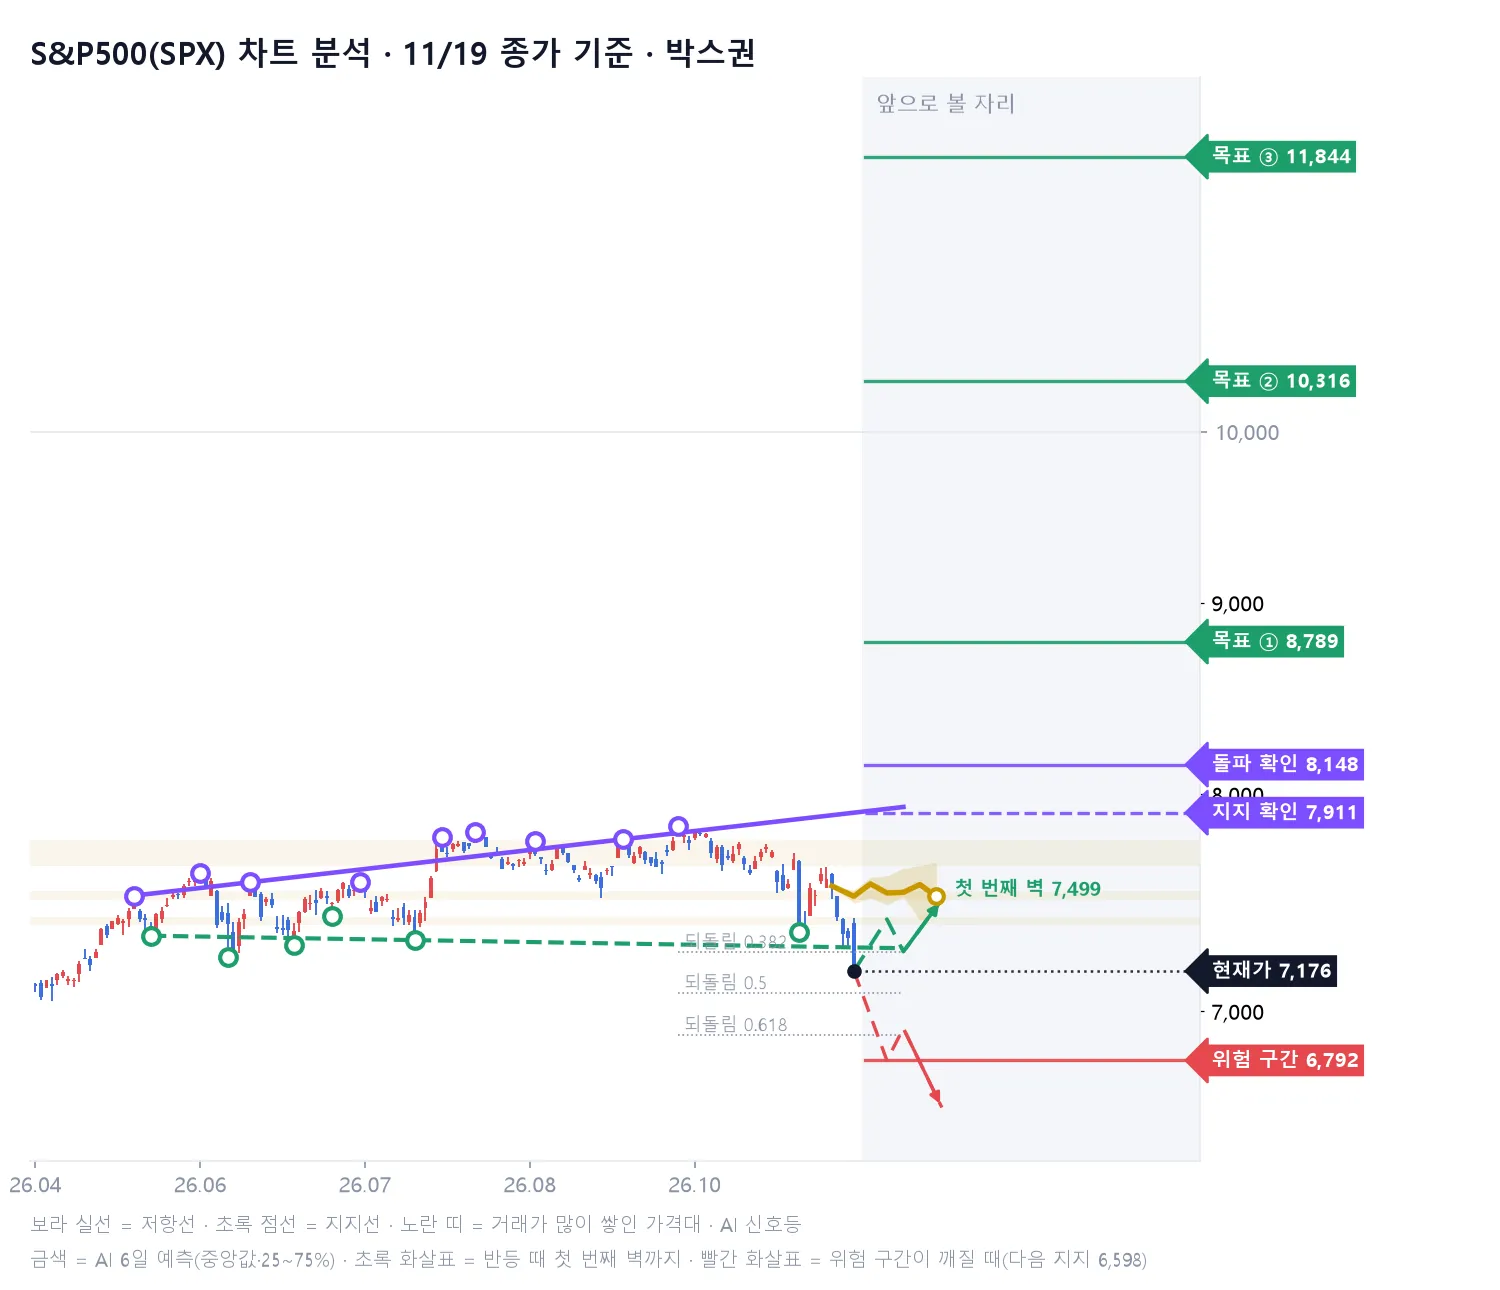 S&P500(SPX) 차트 분석 · 11/19 종가 기준 · 박스권
앞으로 볼 자리
목표 ③ 11,844
목표 ② 10,316
10,000
9,000
목표 ① 8,789
돌파 확인 8,148
8,000
지지 확인 7,911
첫 번째 벽 7,499
되돌림 0.382
현재가 7,176
되돌림 0.5
7,000
되돌림 0.618
위험 구간 6,792
26.04 26.06 26.07 26.08 26.10
보라 실선 = 저항선 · 초록 점선 = 지지선 · 노란 띠 = 거래가 많이 쌓인 가격대 · AI 신호등
금색 = AI 6일 예측(중앙값·25~75%) · 초록 화살표 = 반등 때 첫 번째 벽까지 · 빨간 화살표 = 위험 구간이 깨질 때(다음 지지 6,598)